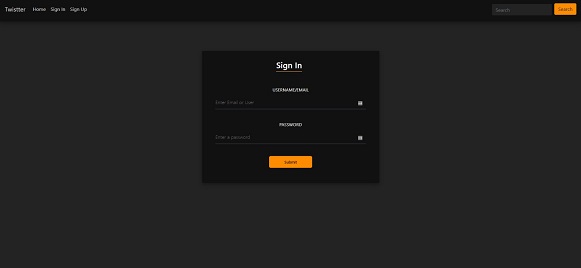 Twistter Home Sign In Sign Up Search Search
Sign In
USERNAME/EMAIL
Enter Email or User
PASSWORD
Enter a password
Submit